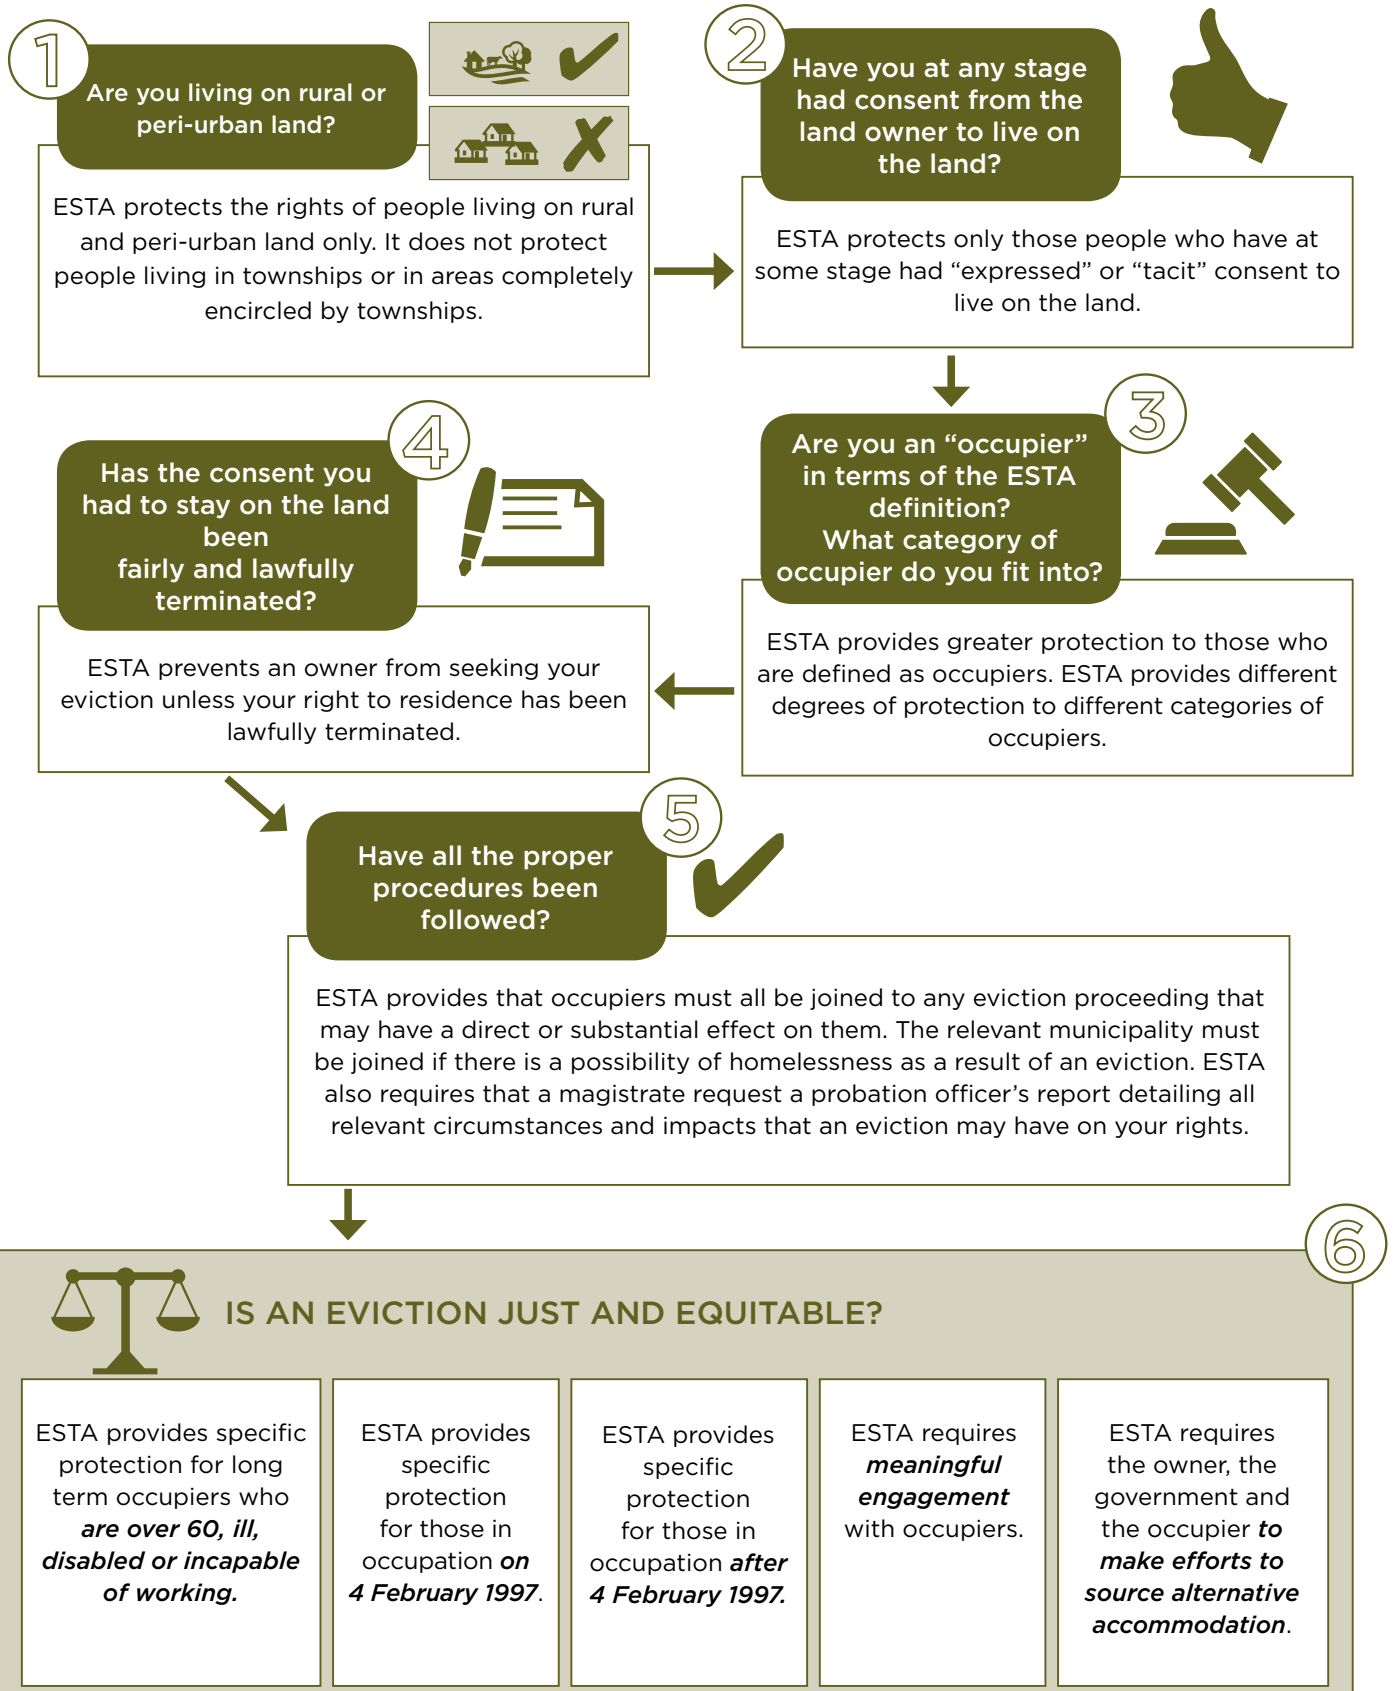 1
Are you living on rural or
peri-urban land?
ESTA protects the rights of people living on rural
and peri-urban land only. It does not protect
people living in townships or in areas completely
encircled by townships.
2
Have you at any stage
had consent from the
land owner to live on
the land?
ESTA protects only those people who have at
some stage had “expressed” or “tacit” consent to
live on the land.
3
Are you an “occupier”
in terms of the ESTA
definition?
What category of
occupier do you fit into?
ESTA provides greater protection to those who
are defined as occupiers. ESTA provides different
degrees of protection to different categories of
occupiers.
4
Has the consent you
had to stay on the land
been
fairly and lawfully
terminated?
ESTA prevents an owner from seeking your
eviction unless your right to residence has been
lawfully terminated.
5
Have all the proper
procedures been
followed?
ESTA provides that occupiers must all be joined to any eviction proceeding that
may have a direct or substantial effect on them. The relevant municipality must
be joined if there is a possibility of homelessness as a result of an eviction. ESTA
also requires that a magistrate request a probation officer’s report detailing all
relevant circumstances and impacts that an eviction may have on your rights.
6
IS AN EVICTION JUST AND EQUITABLE?
ESTA provides specific
protection for long
term occupiers who
are over 60, ill,
disabled or incapable
of working.
ESTA provides
specific
protection
for those in
occupation on
4 February 1997.
ESTA provides
specific
protection
for those in
occupation after
4 February 1997.
ESTA requires
meaningful
engagement
with occupiers.
ESTA requires
the owner, the
government and
the occupier to
make efforts to
source alternative
accommodation.